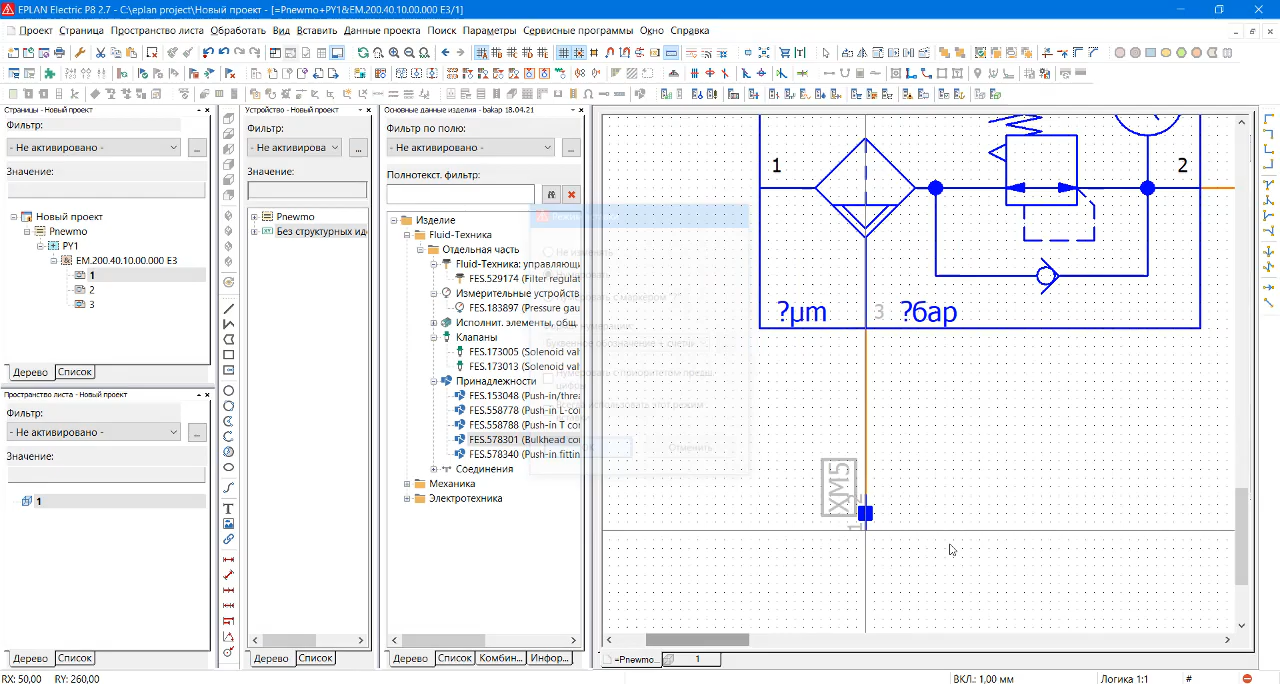 EPLAN Electric P8 2.7 - C:\eplan project\Новый проект - [=Pnewmo+PY1&EM.200.40.10.00.000 E3/1]
Проект Страница Пространство листа Обработать Вид Вставить Данные проекта Поиск Параметры Сервисные программы Окно Справка
Страницы - Новый проект
Фильтр:
- Не активировано -
...
Значение:
Новый проект
Pnewmo
PY1
EM.200.40.10.00.000 E3
1
2
3
Дерево
Список
Пространство листа - Новый проект
Фильтр:
- Не активировано -
...
Значение:
1
Дерево
Список
Устройство - Новый проект
Фильтр:
- Не активирова
...
Значение:
Pnewmo
Без структурных иде
Дерево
Список
Основные данные изделия - bakap 18.04.21
Фильтр по полю:
- Не активировано -
...
Полнотекст. фильтр:
Изделие
Fluid-Техника
Отдельная часть
Fluid-Техника: управляющи
FES.529174 (Filter regulat
Измерительные устройств
FES.183897 (Pressure gau
Исполнит. элементы, общ.
Клапаны
FES.173005 (Solenoid val
FES.173013 (Solenoid val
Принадлежности
FES.153048 (Push-in/threa
FES.558778 (Push-in L-co
FES.558788 (Push-in T co
FES.578301 (Bulkhead co
FES.578340 (Push-in fittin
Соединения
Механика
Электротехника
Дерево
Список
Комбин...
Инфор...
Не изменять
1
2
?µm
3
?бар
XM5
2
1
=Pnewmo...
1
RX: 50,00
RY: 260,00
ВКЛ.: 1,00 мм
Логика 1:1
#